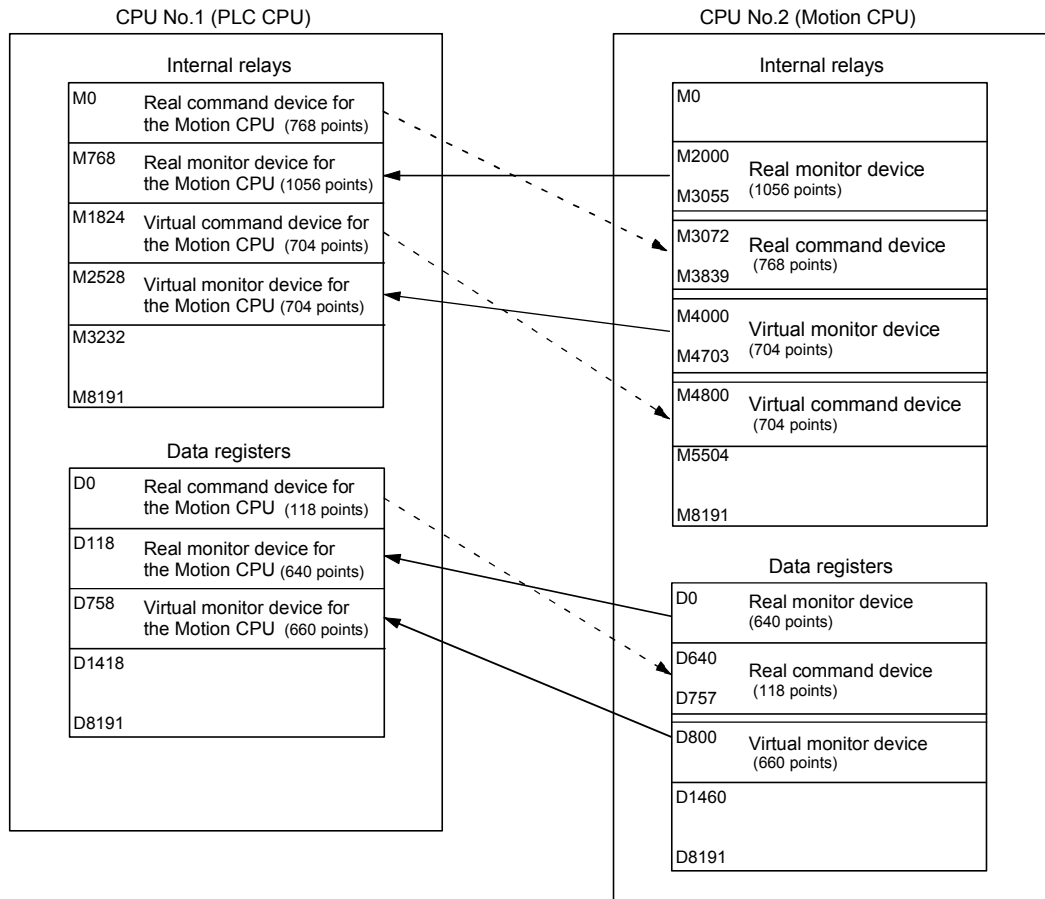 CPU No.1 (PLC CPU)
Internal relays
M0
Real command device for
the Motion CPU (768 points)
M768
Real monitor device for
the Motion CPU (1056 points)
M1824
Virtual command device for
the Motion CPU (704 points)
M2528
Virtual monitor device for
the Motion CPU (704 points)
M3232
M8191
Data registers
D0
Real command device for
the Motion CPU (118 points)
D118
Real monitor device for
the Motion CPU (640 points)
D758
Virtual monitor device for
the Motion CPU (660 points)
D1418
D8191
CPU No.2 (Motion CPU)
Internal relays
M0
M2000
Real monitor device
(1056 points)
M3055
M3072
Real command device
(768 points)
M3839
M4000
Virtual monitor device
(704 points)
M4703
M4800
Virtual command device
(704 points)
M5504
M8191
Data registers
D0
Real monitor device
(640 points)
D640
Real command device
(118 points)
D757
D800
Virtual monitor device
(660 points)
D1460
D8191